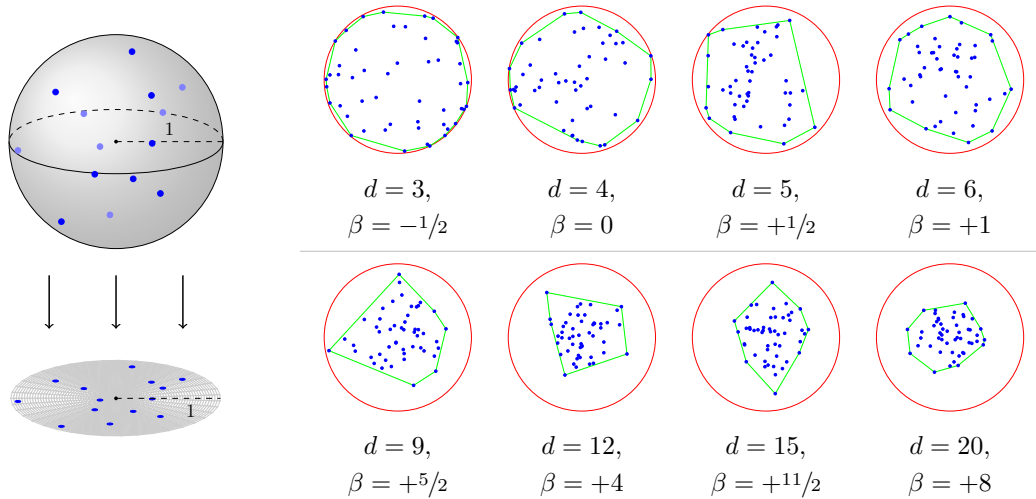 1
1
d = 3,
β = −1/2
d = 4,
β = 0
d = 5,
β = +1/2
d = 6,
β = +1
d = 9,
β = +5/2
d = 12,
β = +4
d = 15,
β = +11/2
d = 20,
β = +8